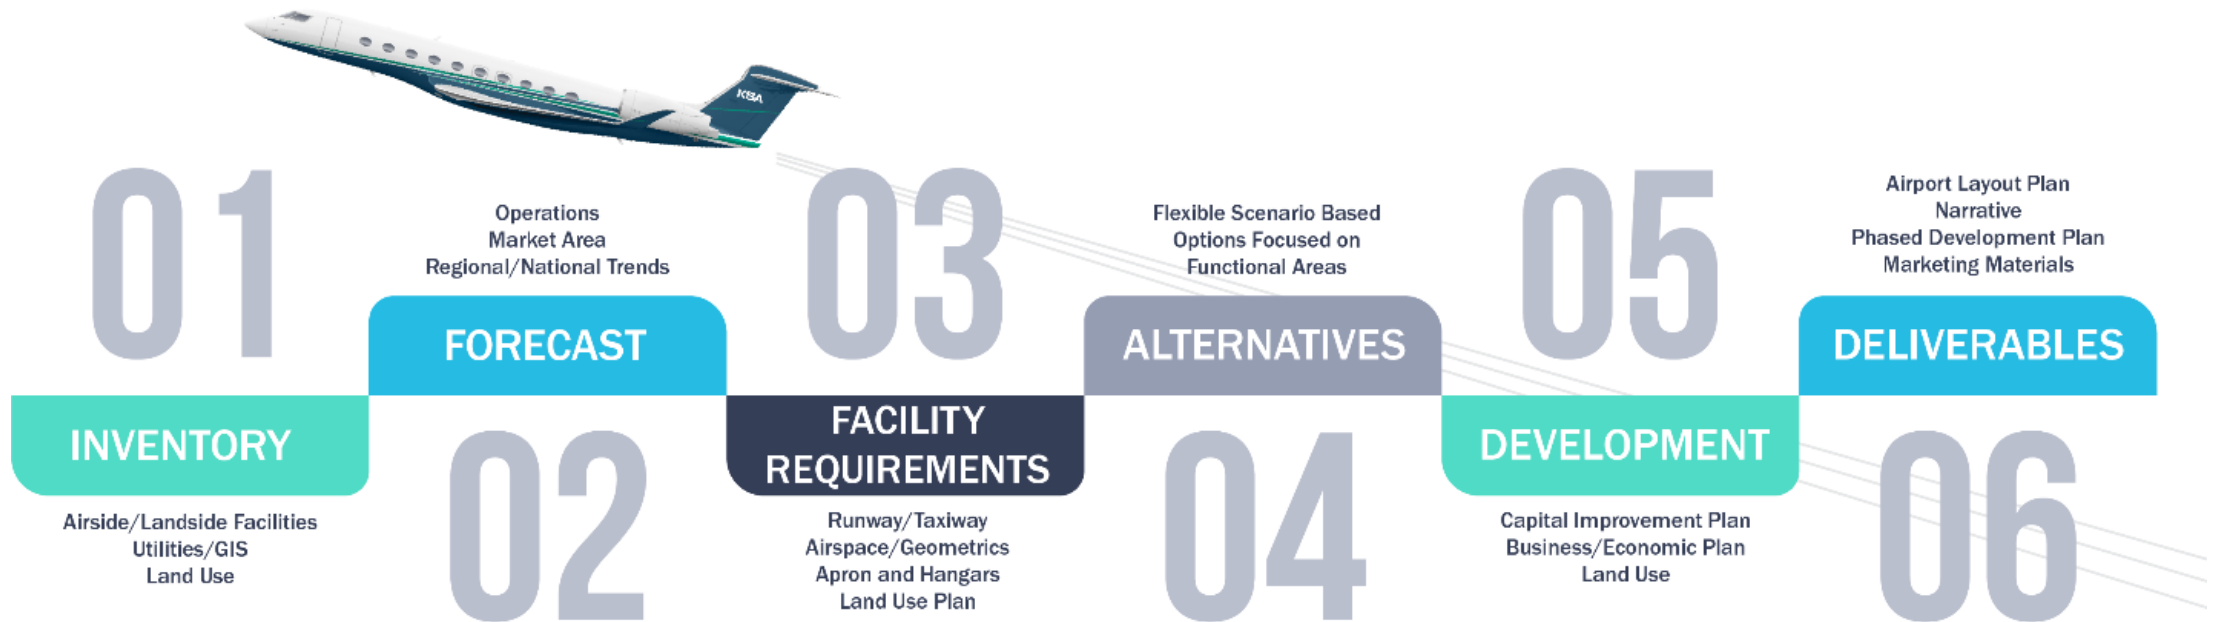 KSA
01
INVENTORY
Airside/Landside Facilities
Utilities/GIS
Land Use
Operations
Market Area
Regional/National Trends
FORECAST
02
03
FACILITY
REQUIREMENTS
Runway/Taxiway
Airspace/Geometrics
Apron and Hangars
Land Use Plan
Flexible Scenario Based
Options Focused on
Functional Areas
ALTERNATIVES
04
05
DEVELOPMENT
Capital Improvement Plan
Business/Economic Plan
Land Use
Airport Layout Plan
Narrative
Phased Development Plan
Marketing Materials
DELIVERABLES
06